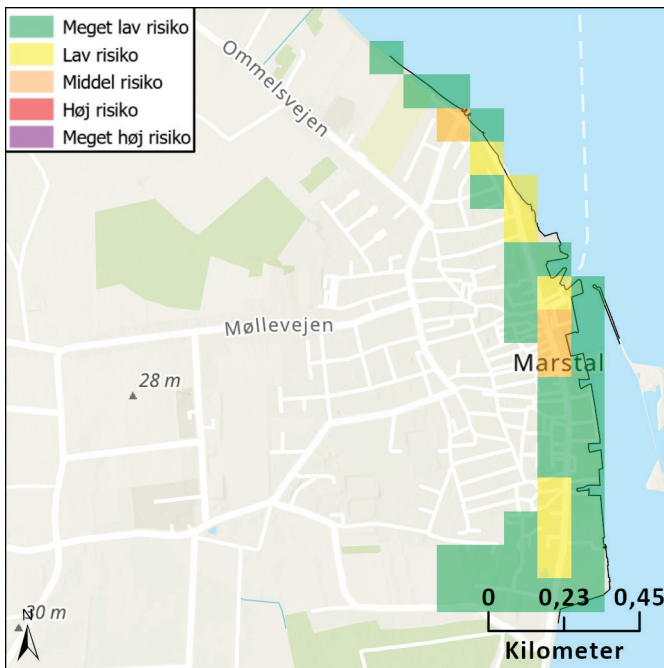 Meget lav risiko
Lav risiko
Middel risiko
Høj risiko
Meget høj risiko
Ommelsvejen
Møllevejen
28 m
Marstal
30 m
0 0,23 0,45
Kilometer